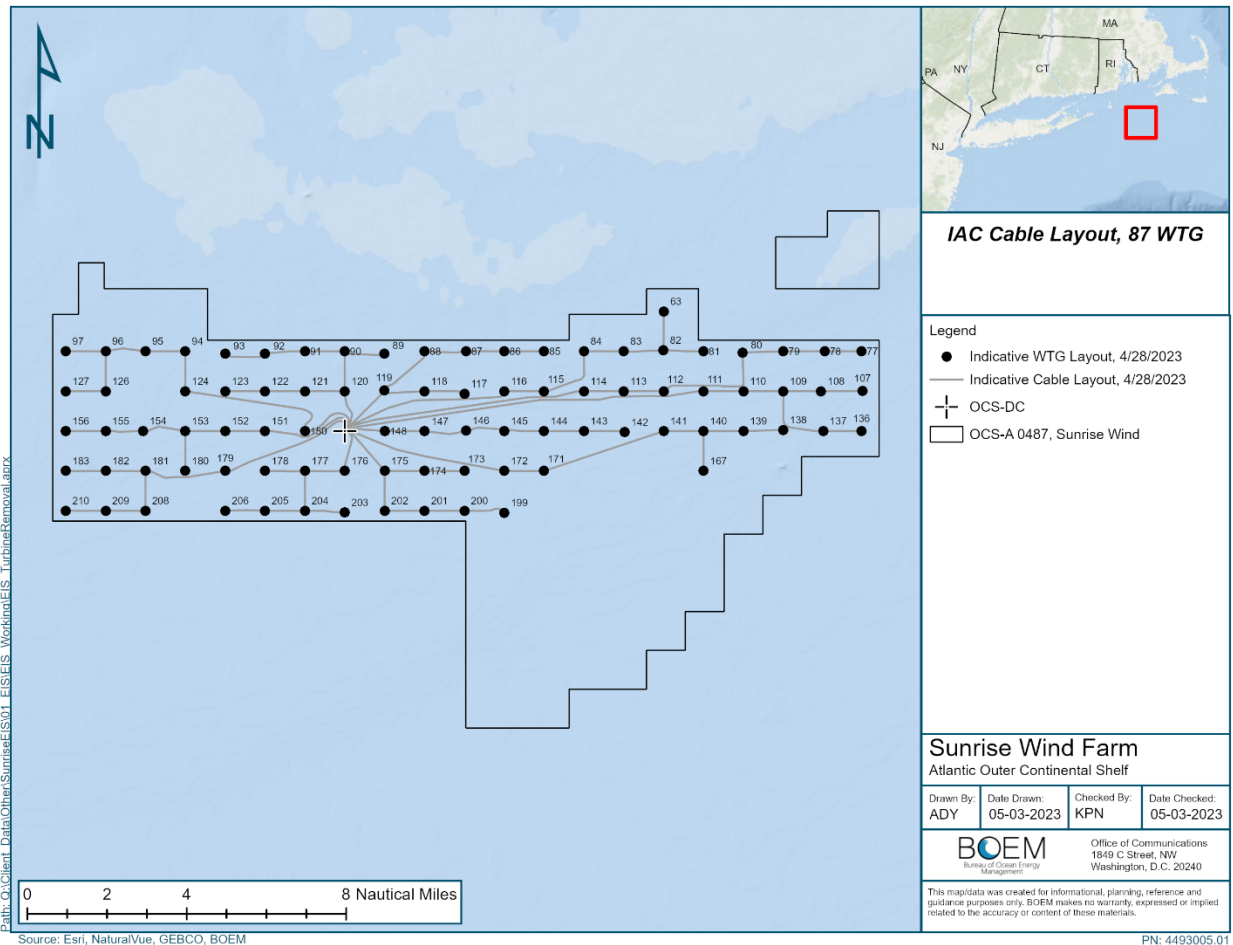 N
MA
PA
NY
CT
RI
NJ
IAC Cable Layout, 87 WTG
63
97
96
95
94
93
92
91
90
89
88
87
86
85
84
83
82
81
80
79
78
77
127
126
124
123
122
121
120
119
118
117
116
115
114
113
112
111
110
109
108
107
156
155
154
153
152
151
150
148
147
146
145
144
143
142
141
140
139
138
137
136
183
182
181
180
179
178
177
176
175
174
173
172
171
167
210
209
208
206
205
204
203
202
201
200
199
Legend
Indicative WTG Layout, 4/28/2023
Indicative Cable Layout, 4/28/2023
OCS-DC
OCS-A 0487, Sunrise Wind
Sunrise Wind Farm
Atlantic Outer Continental Shelf
Drawn By:
ADY
Date Drawn:
05-03-2023
Checked By:
KPN
Date Checked:
05-03-2023
BOEM
Bureau of Ocean Energy
Management
Office of Communications
1849 C Street, NW
Washington, D.C. 20240
This map/data was created for informational, planning, reference and
guidance purposes only. BOEM makes no warranty, expressed or implied
related to the accuracy or content of these materials.
0 2 4 8 Nautical Miles
Path: Q:\Client_Data\Other\SunriseEIS\01_EIS\EIS_Working\EIS_TurbineRemoval.aprx
Source: Esri, NaturalVue, GEBCO, BOEM
PN: 4493005.01